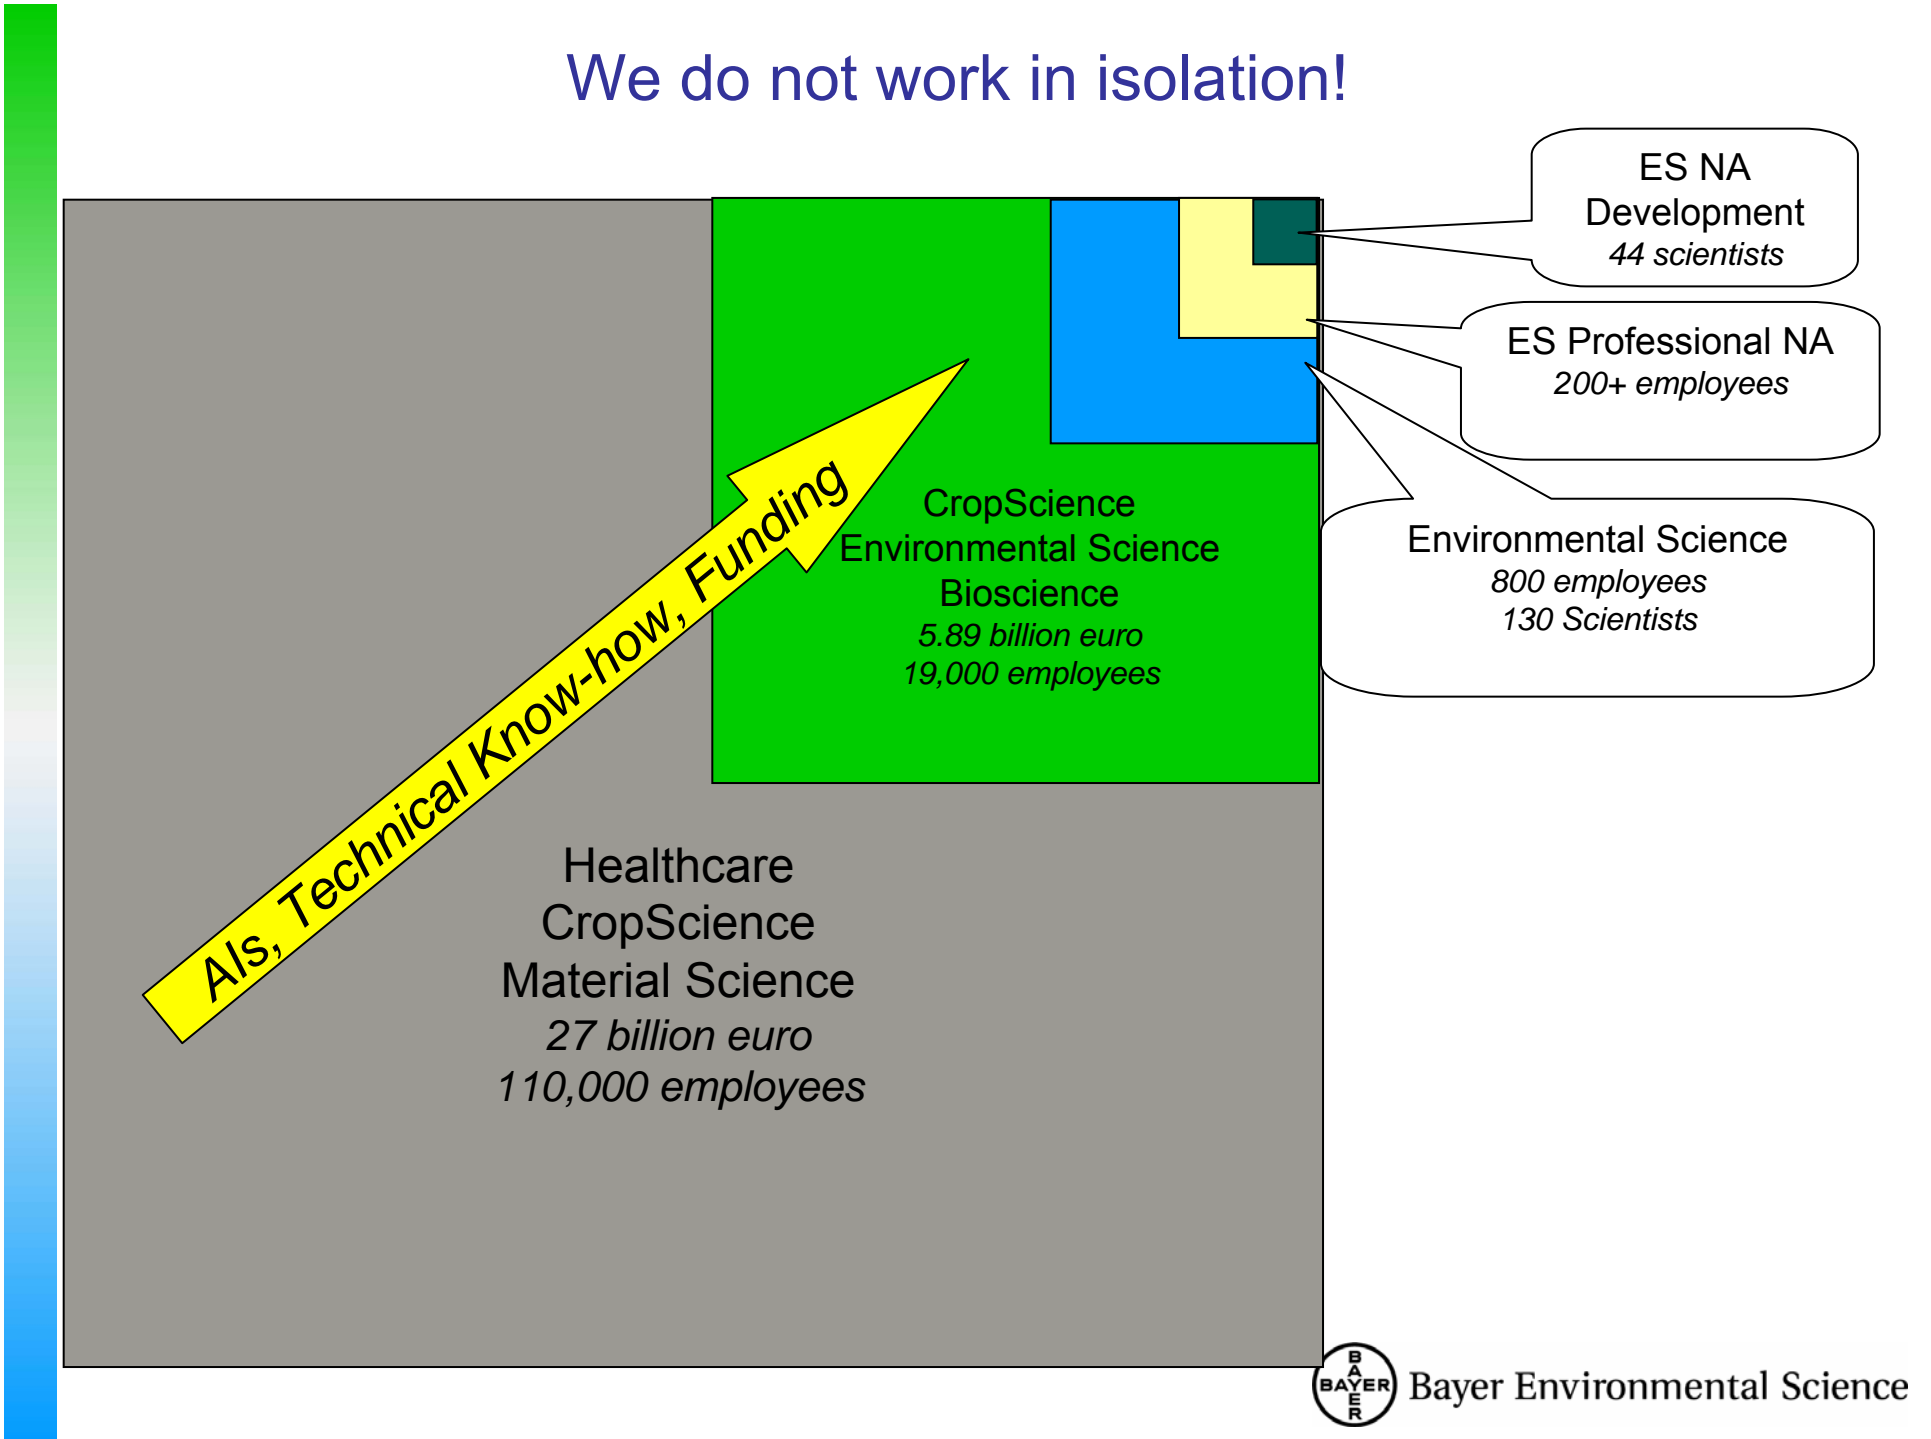 We do not work in isolation!
ES NA
Development
44 scientists
ES Professional NA
200+ employees
Environmental Science
800 employees
130 Scientists
CropScience
Environmental Science
Bioscience
5.89 billion euro
19,000 employees
AIs, Technical Know-how, Funding
Healthcare
CropScience
Material Science
27 billion euro
110,000 employees
BAYER
BAYER
Bayer Environmental Science